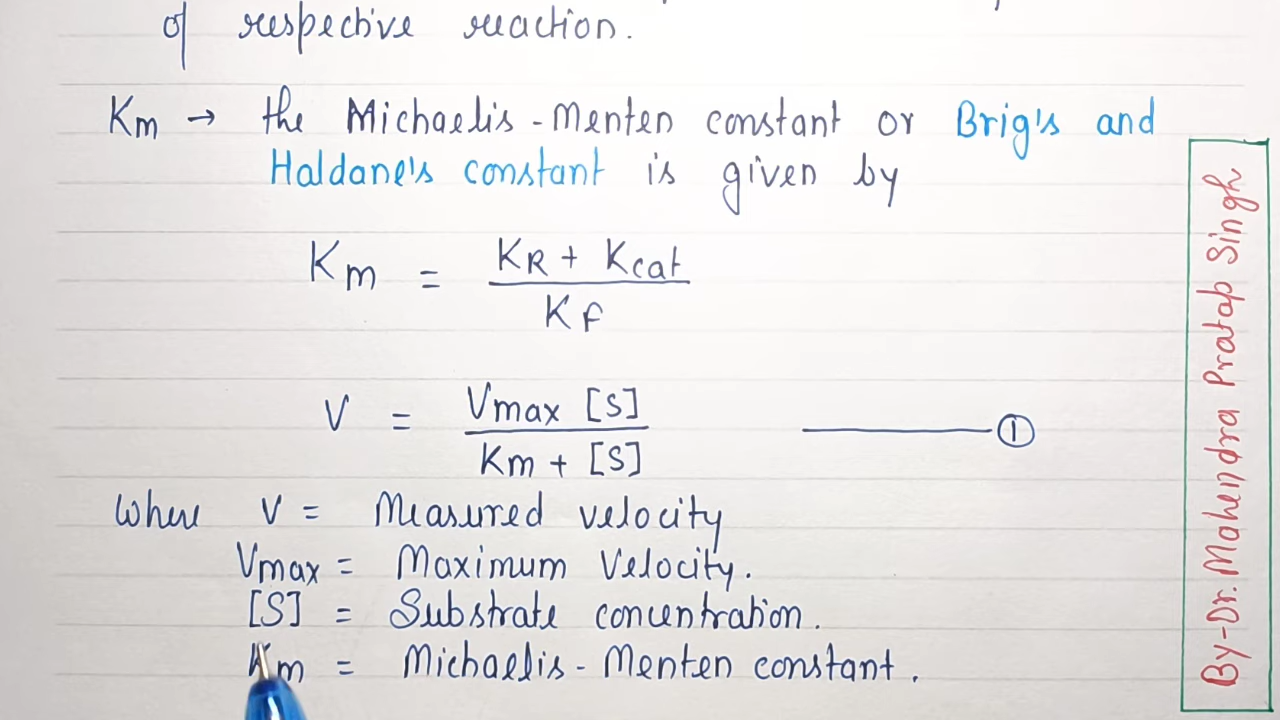 of respective reaction.
Km → the Michaelis-Menten constant or Brig's and
Haldane's constant is given by
Km = KR + Kcat / Kf
V = Vmax [S] / Km + [S] ——— ①
Where V = Measured velocity
Vmax = Maximum Velocity.
[S] = Substrate concentration.
Km = Michaelis-Menten constant.
By-Dr. Mahendra Pratap Singh